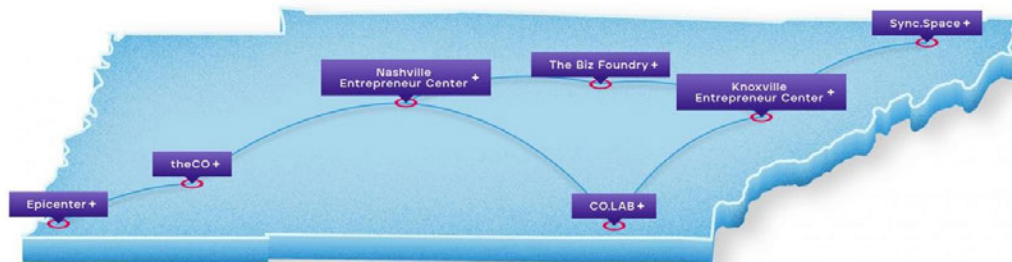 Sync.Space +
The Biz Foundry +
Nashville
Entrepreneur Center +
Knoxville
Entrepreneur Center +
theCO +
Epicenter +
CO.LAB +